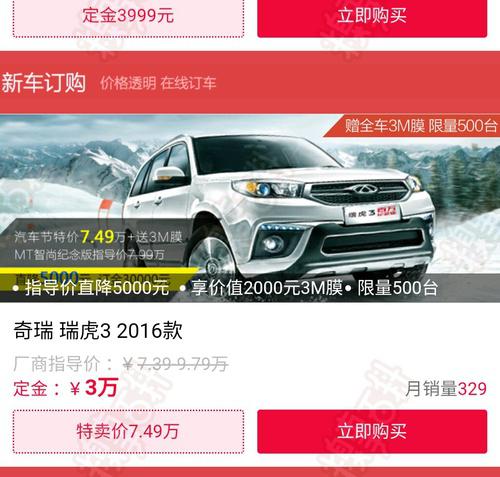 定金3999元
立即购买
新车订购 价格透明 在线订车
赠全车3M膜 限量500台
瑞虎3
汽车节特价7.49万+送3M膜
MT智尚纪念版指导价7.99万
直降5000元 订金30000元
• 指导价直降5000元 • 享价值2000元3M膜 • 限量500台
奇瑞 瑞虎3 2016款
厂商指导价：￥7.39-9.79万
定金：￥3万
月销量329
特卖价7.49万
立即购买